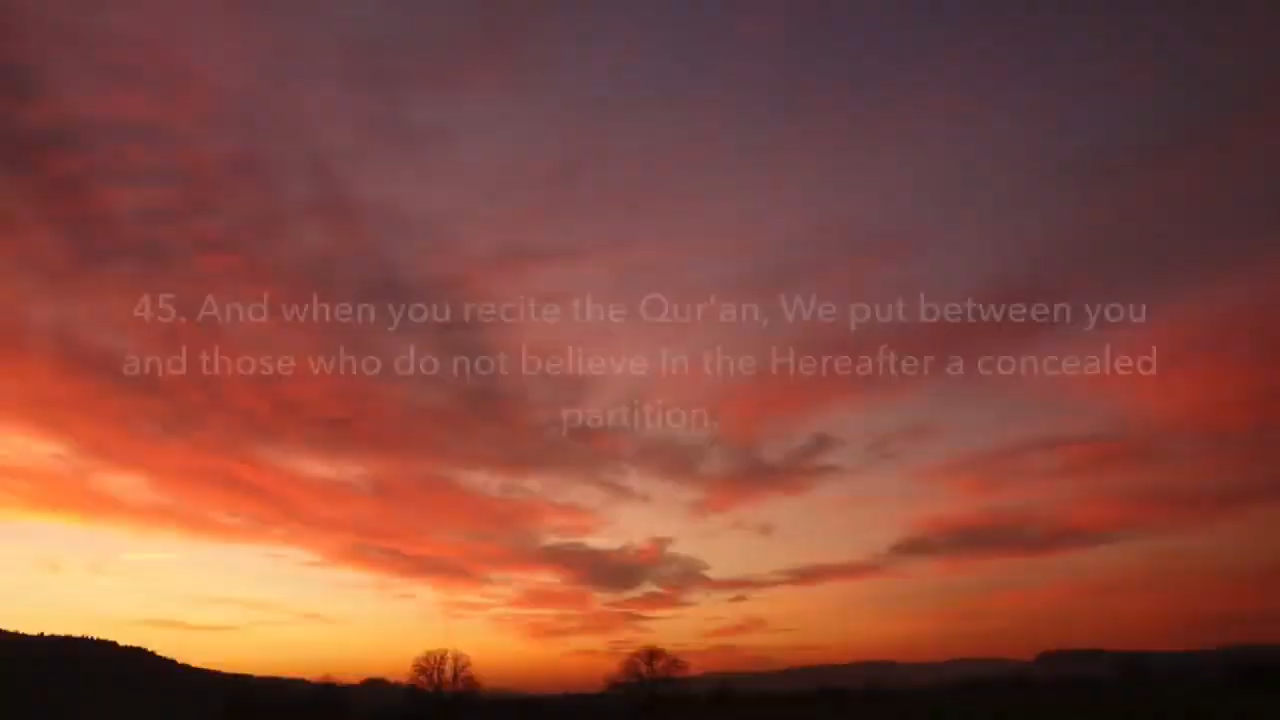 45. And when you recite the Qur'an, We put between you
and those who do not believe in the Hereafter a concealed
partition.